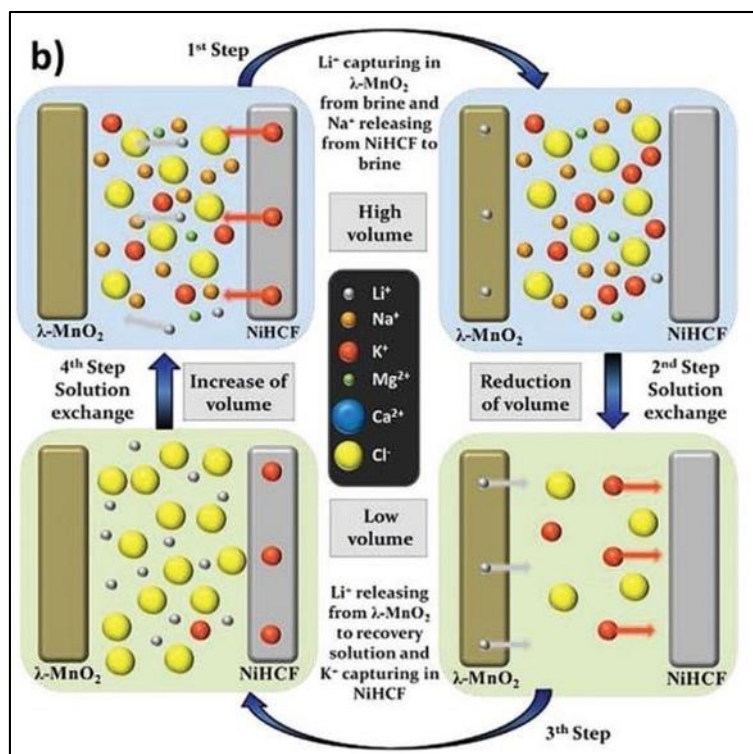 b)
1st Step
Li⁺ capturing in
λ-MnO₂
from brine and
Na⁺ releasing
from NiHCF to
brine
λ-MnO₂
NiHCF
High
volume
λ-MnO₂
NiHCF
Li⁺
Na⁺
K⁺
Mg²⁺
Ca²⁺
Cl⁻
4th Step
Solution
exchange
Increase of
volume
Reduction
of volume
2nd Step
Solution
exchange
Low
volume
λ-MnO₂
NiHCF
Li⁺ releasing
from λ-MnO₂
to recovery
solution and
K⁺ capturing in
NiHCF
λ-MnO₂
NiHCF
3th Step